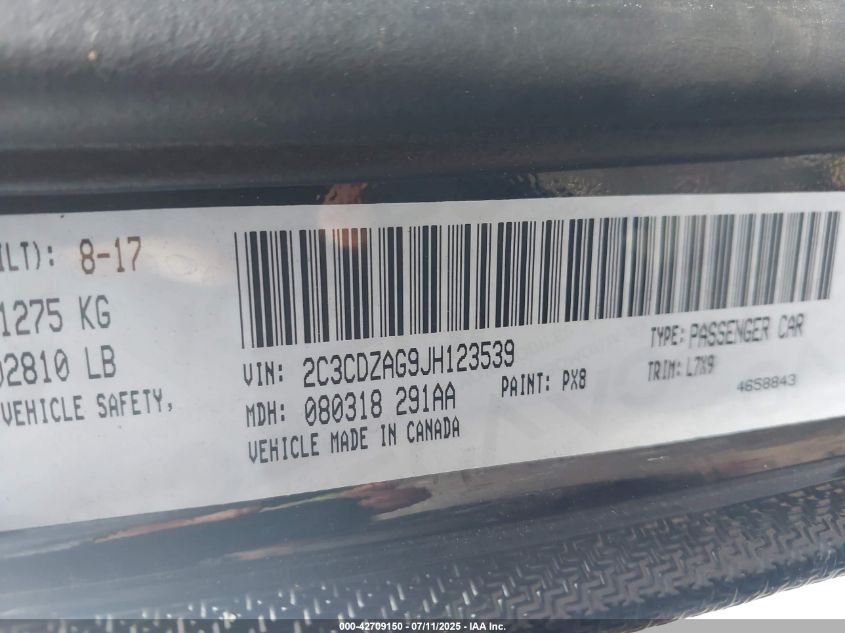 ILT): 8-17
1275 KG
02810 LB
VEHICLE SAFETY,
VIN: 2C3CDZAG9JH123539
MDH: 080318 291AA
VEHICLE MADE IN CANADA
PAINT: PX8
TYPE: PASSENGER CAR
TRIM: L7X9
4658843
000-42709150 - 07/11/2025 - IAA Inc.